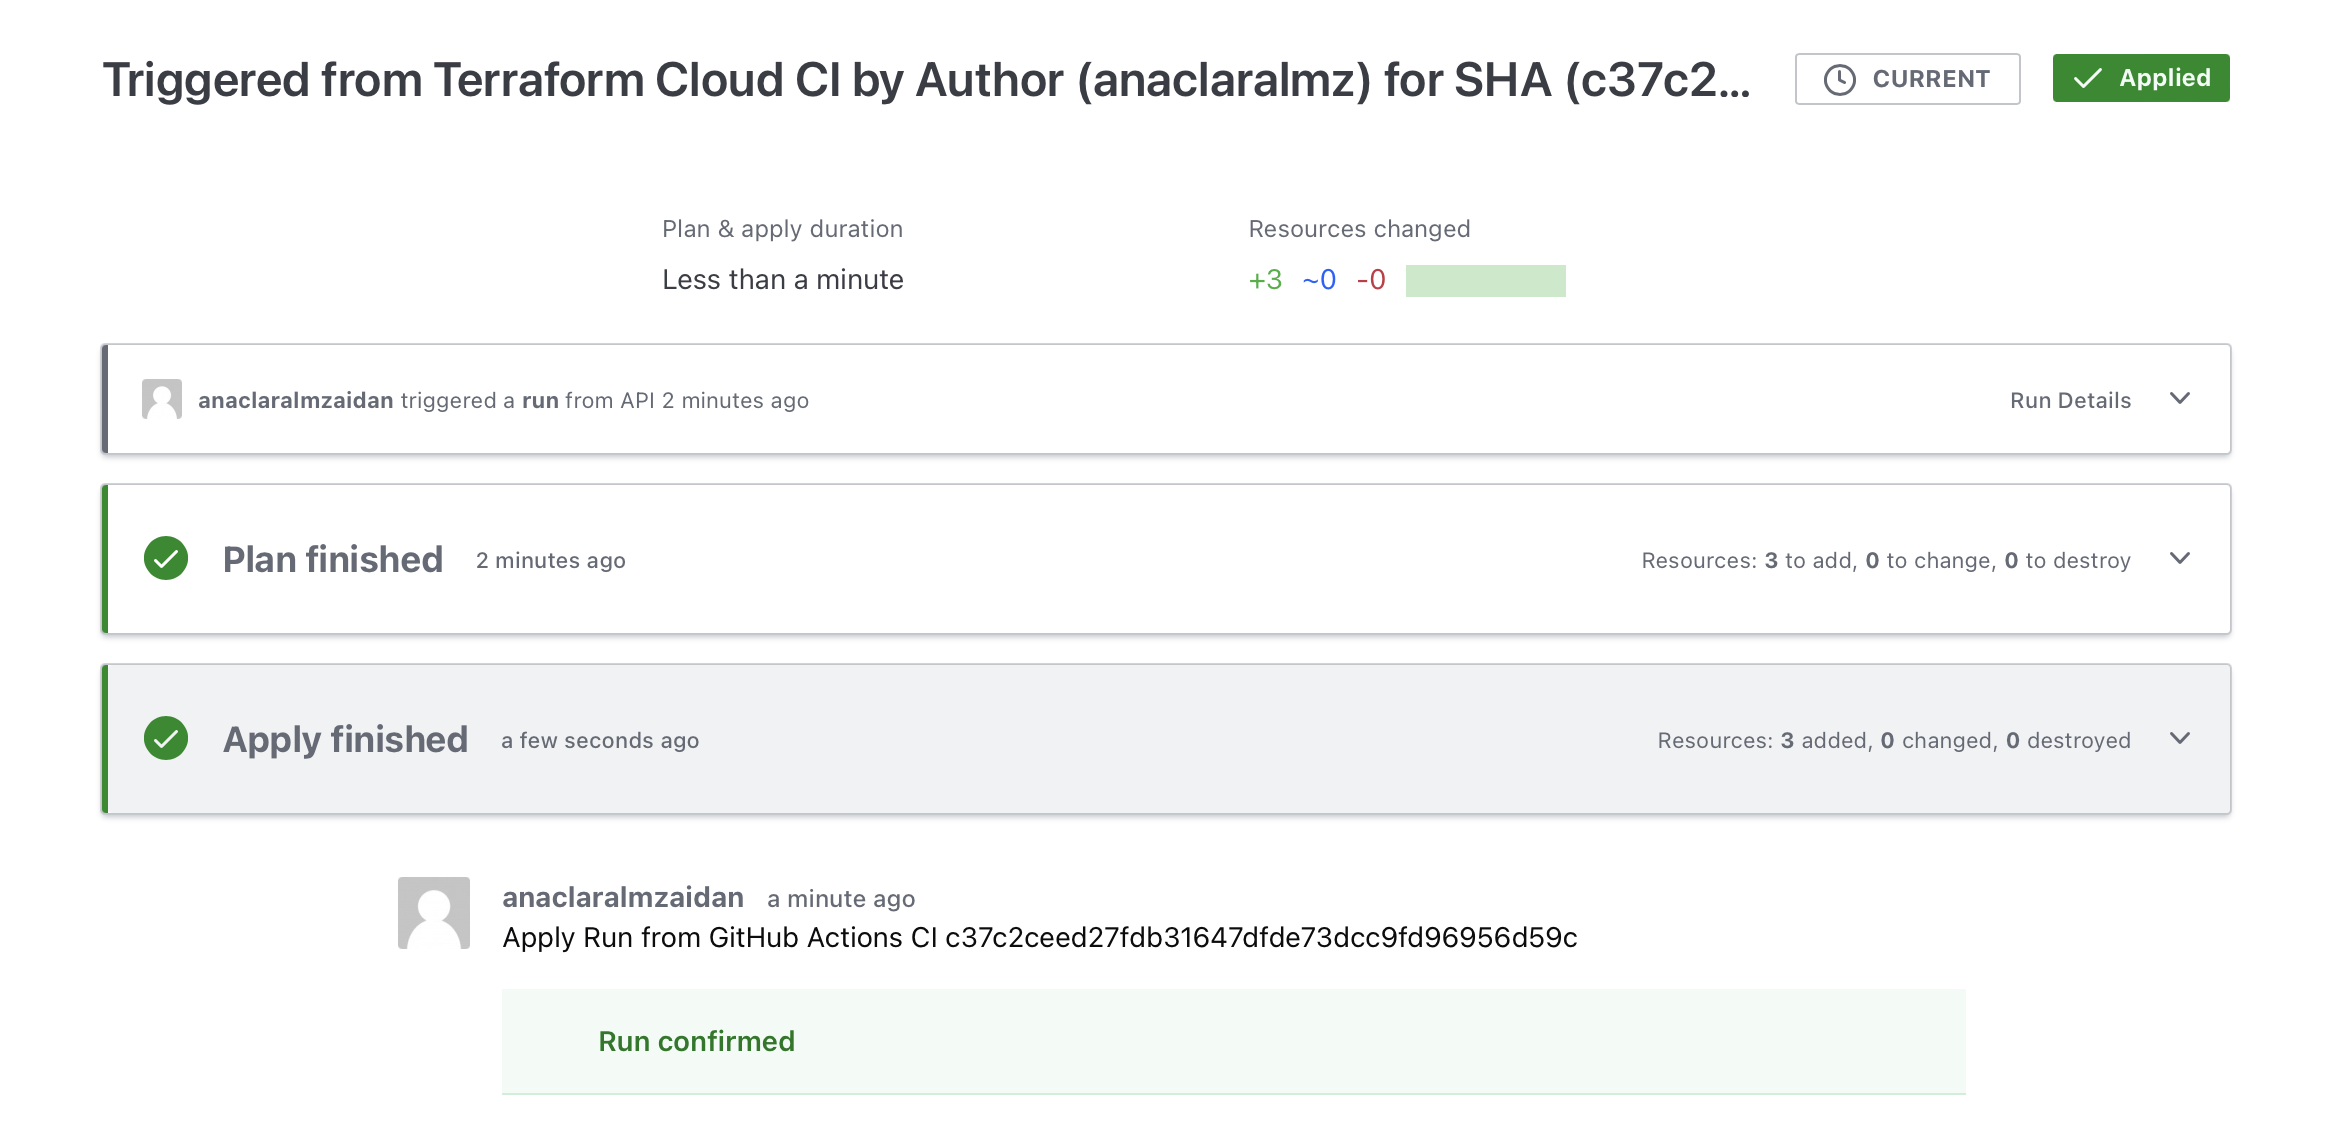 Triggered from Terraform Cloud CI by Author (anaclaralmz) for SHA (c37c2...
CURRENT
Applied
Plan & apply duration
Less than a minute
Resources changed
+3 ~0 -0
anaclaralmzaidan triggered a run from API 2 minutes ago
Run Details
Plan finished 2 minutes ago
Resources: 3 to add, 0 to change, 0 to destroy
Apply finished a few seconds ago
Resources: 3 added, 0 changed, 0 destroyed
anaclaralmzaidan a minute ago
Apply Run from GitHub Actions CI c37c2ceed27fdb31647dfde73dcc9fd96956d59c
Run confirmed